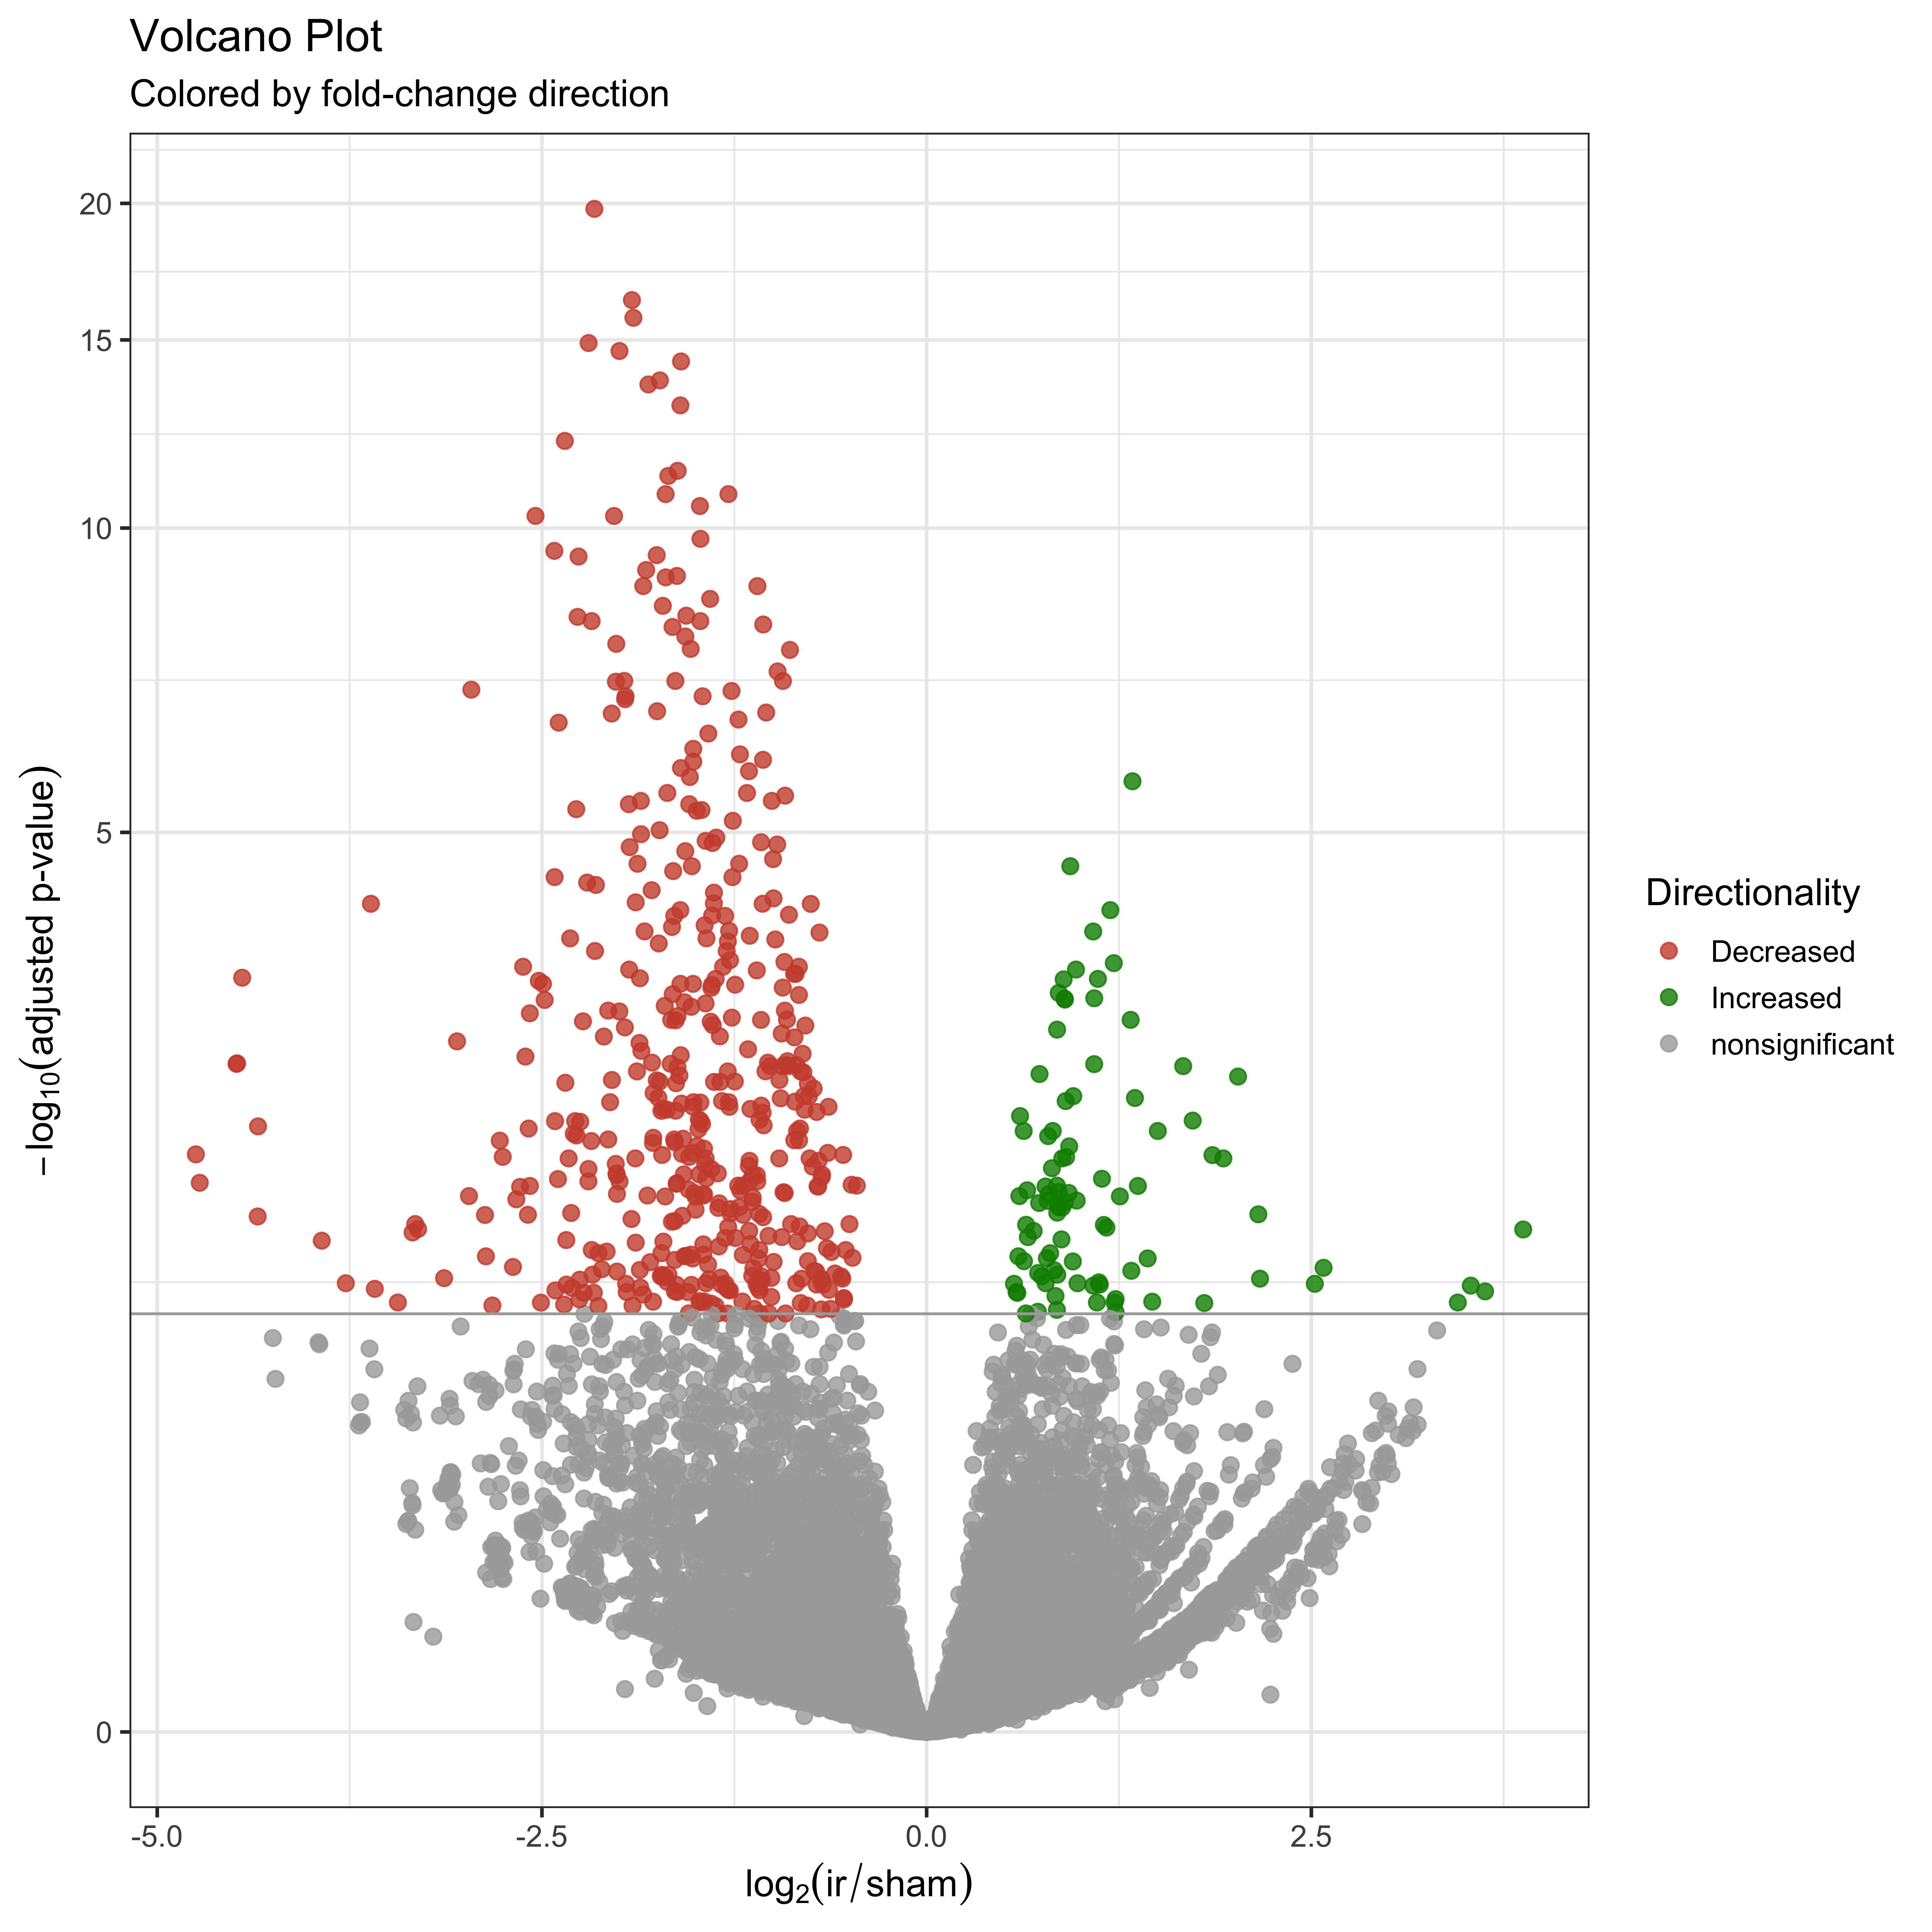 Volcano Plot
Colored by fold-change direction
20
15
10
5
0
−log₁₀(adjusted p-value)
-5.0
-2.5
0.0
2.5
log₂(ir/sham)
Directionality
Decreased
Increased
nonsignificant